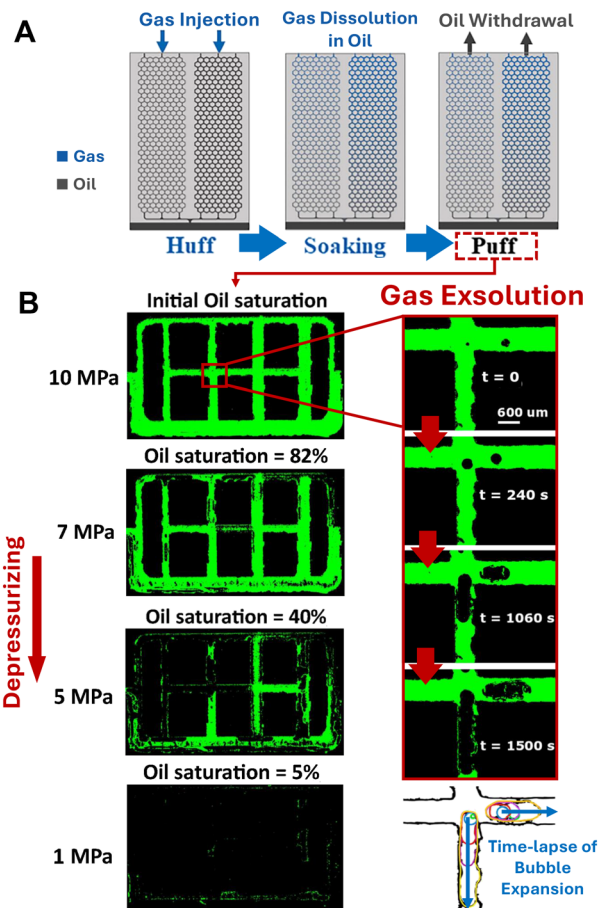 A
Gas Injection
Gas Dissolution
in Oil
Oil Withdrawal
Gas
Oil
Huff
Soaking
Puff
B
Initial Oil saturation
Gas Exsolution
10 MPa
t = 0
600 um
Oil saturation = 82%
t = 240 s
7 MPa
Depressurizing
Oil saturation = 40%
t = 1060 s
5 MPa
t = 1500 s
Oil saturation = 5%
1 MPa
Time-lapse of
Bubble
Expansion